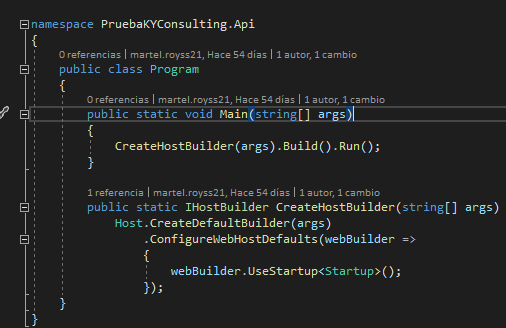 namespace PruebaKYConsulting.Api
{
0 referencias | martel.royss21, Hace 54 días | 1 autor, 1 cambio
public class Program
{
0 referencias | martel.royss21, Hace 54 días | 1 autor, 1 cambio
public static void Main(string[] args)
{
CreateHostBuilder(args).Build().Run();
}
1 referencia | martel.royss21, Hace 54 días | 1 autor, 1 cambio
public static IHostBuilder CreateHostBuilder(string[] args)
Host.CreateDefaultBuilder(args)
.ConfigureWebHostDefaults(webBuilder =>
{
webBuilder.UseStartup<Startup>();
});
}
}